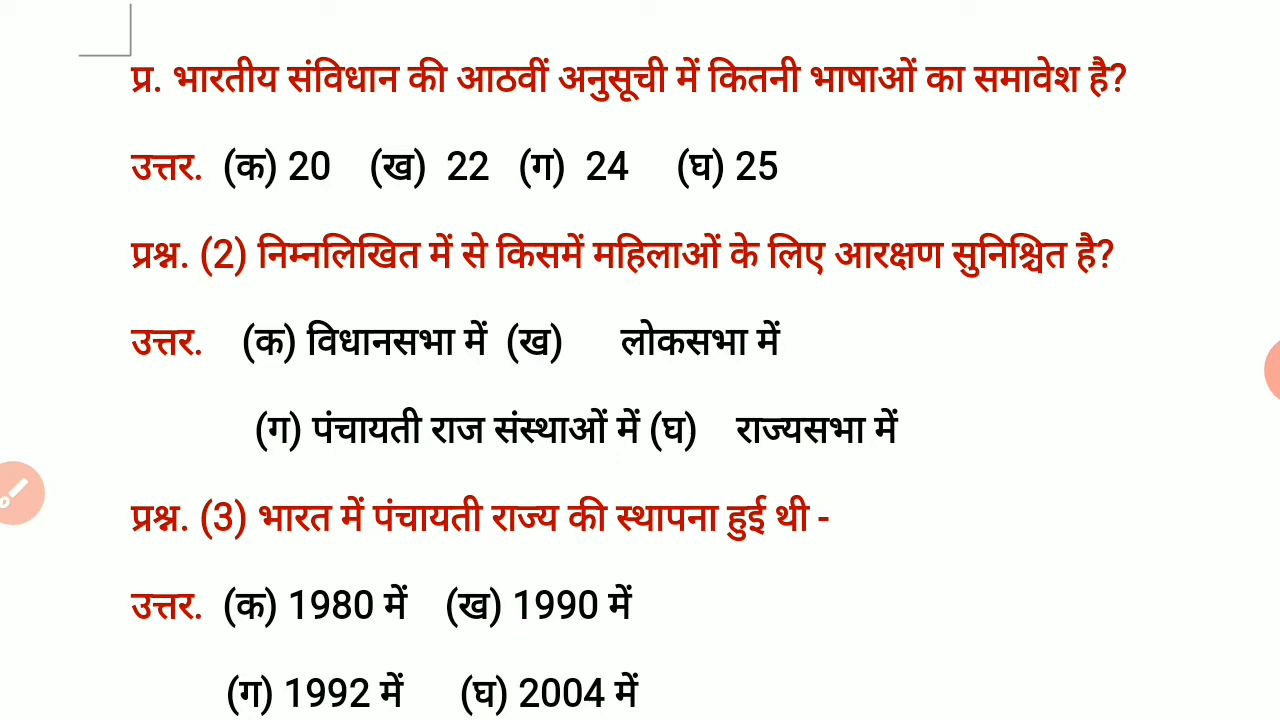 प्र. भारतीय संविधान की आठवीं अनुसूची में कितनी भाषाओं का समावेश है?
उत्तर. (क) 20 (ख) 22 (ग) 24 (घ) 25
प्रश्न. (2) निम्नलिखित में से किसमें महिलाओं के लिए आरक्षण सुनिश्चित है?
उत्तर. (क) विधानसभा में (ख) लोकसभा में
(ग) पंचायती राज संस्थाओं में (घ) राज्यसभा में
प्रश्न. (3) भारत में पंचायती राज्य की स्थापना हुई थी -
उत्तर. (क) 1980 में (ख) 1990 में
(ग) 1992 में (घ) 2004 में